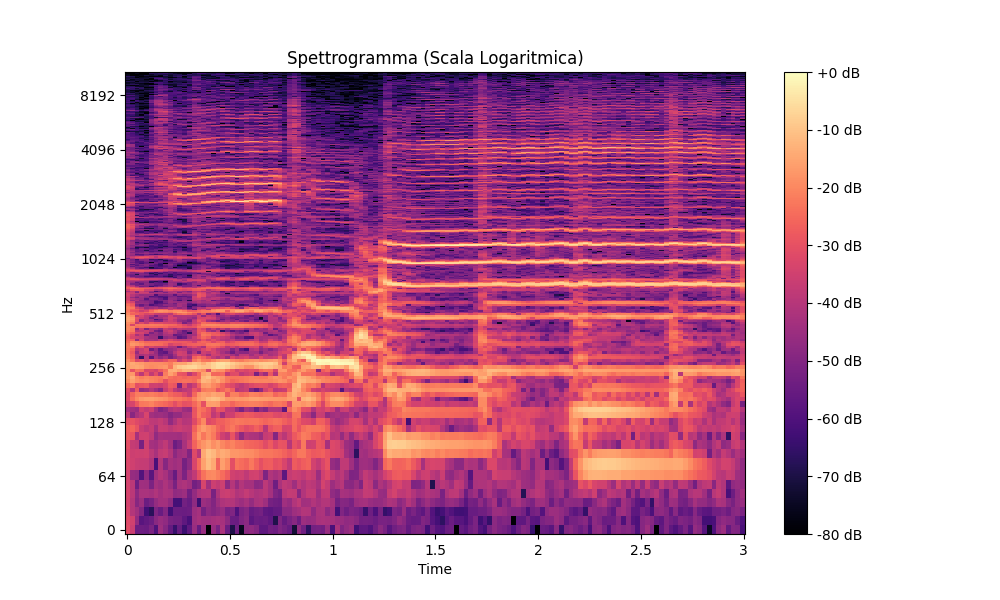 Spettrogramma (Scala Logaritmica)
Hz
8192
4096
2048
1024
512
256
128
64
0
0 0.5 1 1.5 2 2.5 3
Time
+0 dB
-10 dB
-20 dB
-30 dB
-40 dB
-50 dB
-60 dB
-70 dB
-80 dB